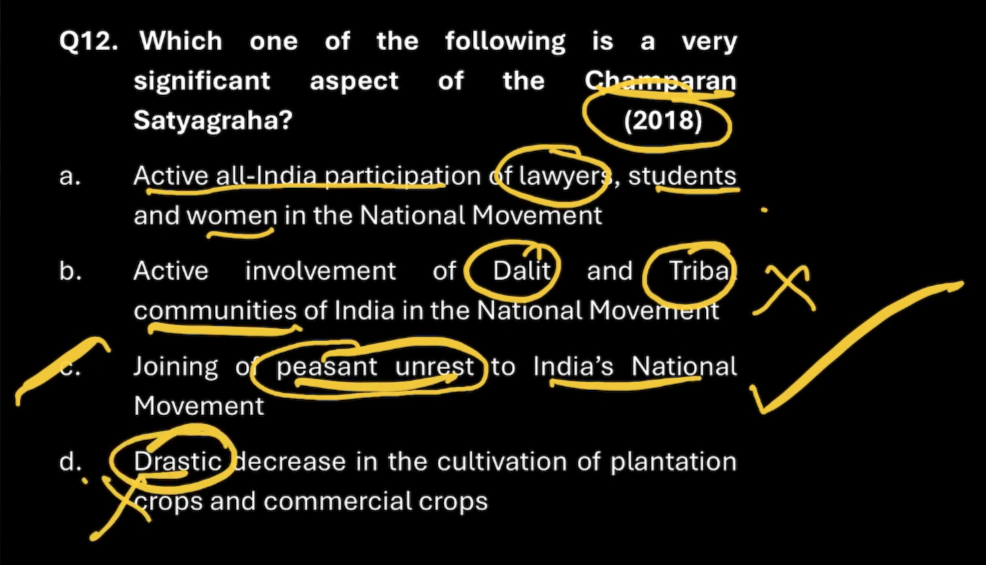 Q12. Which one of the following is a very
significant aspect of the Champaran
Satyagraha? (2018)
a. Active all-India participation of lawyers, students
and women in the National Movement
b. Active involvement of Dalit and Tribal
communities of India in the National Movement
c. Joining of peasant unrest to India's National
Movement
d. Drastic decrease in the cultivation of plantation
crops and commercial crops